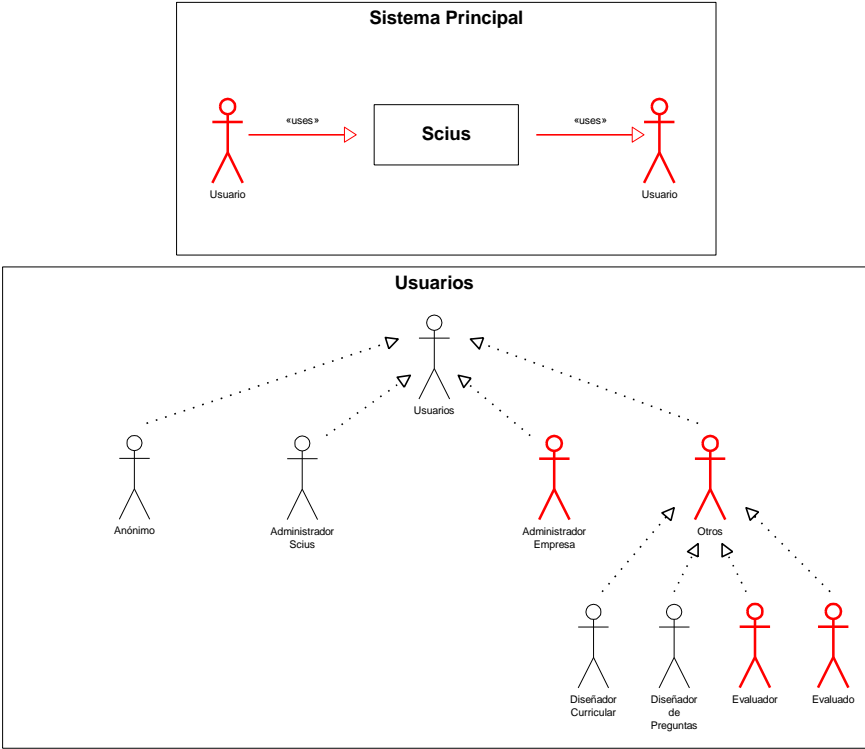 Sistema Principal
«uses»
«uses»
Scius
Usuario
Usuario
Usuarios
Usuarios
Anónimo
Administrador
Scius
Administrador
Empresa
Otros
Diseñador
Curricular
Diseñador
de
Preguntas
Evaluador
Evaluado